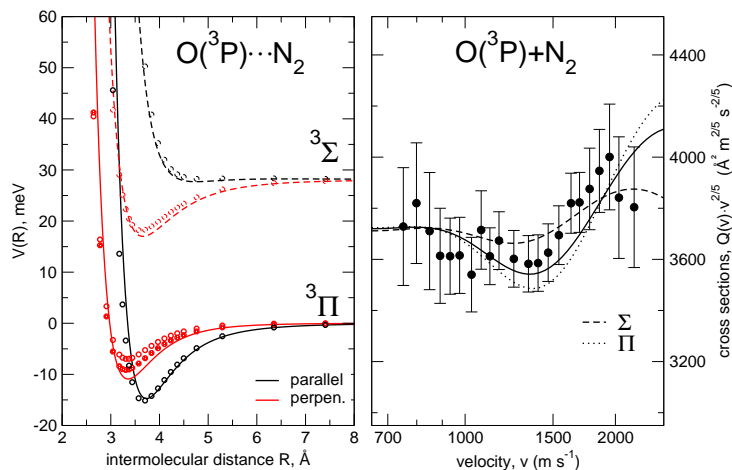 O(³P)···N₂
³Σ
³Π
parallel
perpen.
V(R), meV
60
50
40
30
20
10
0
-10
-20
2
3
4
5
6
7
8
intermolecular distance R, Å
O(³P)+N₂
Σ
Π
4400
4000
3600
3200
cross sections, Q(v)·v^2/5 (Å² m^2/5 s^-2/5)
700
1000
2000
velocity, v (m s⁻¹)